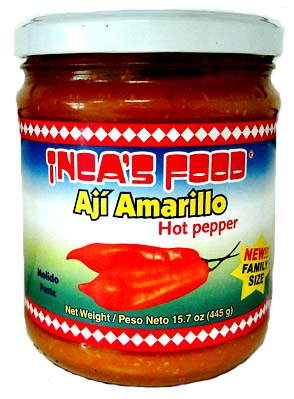 INCA'S FOOD®
Ají Amarillo
Hot pepper
NEW!!
FAMILY
SIZE
Molido
Paste
Net Weight / Peso Neto 15.7 oz (445 g)